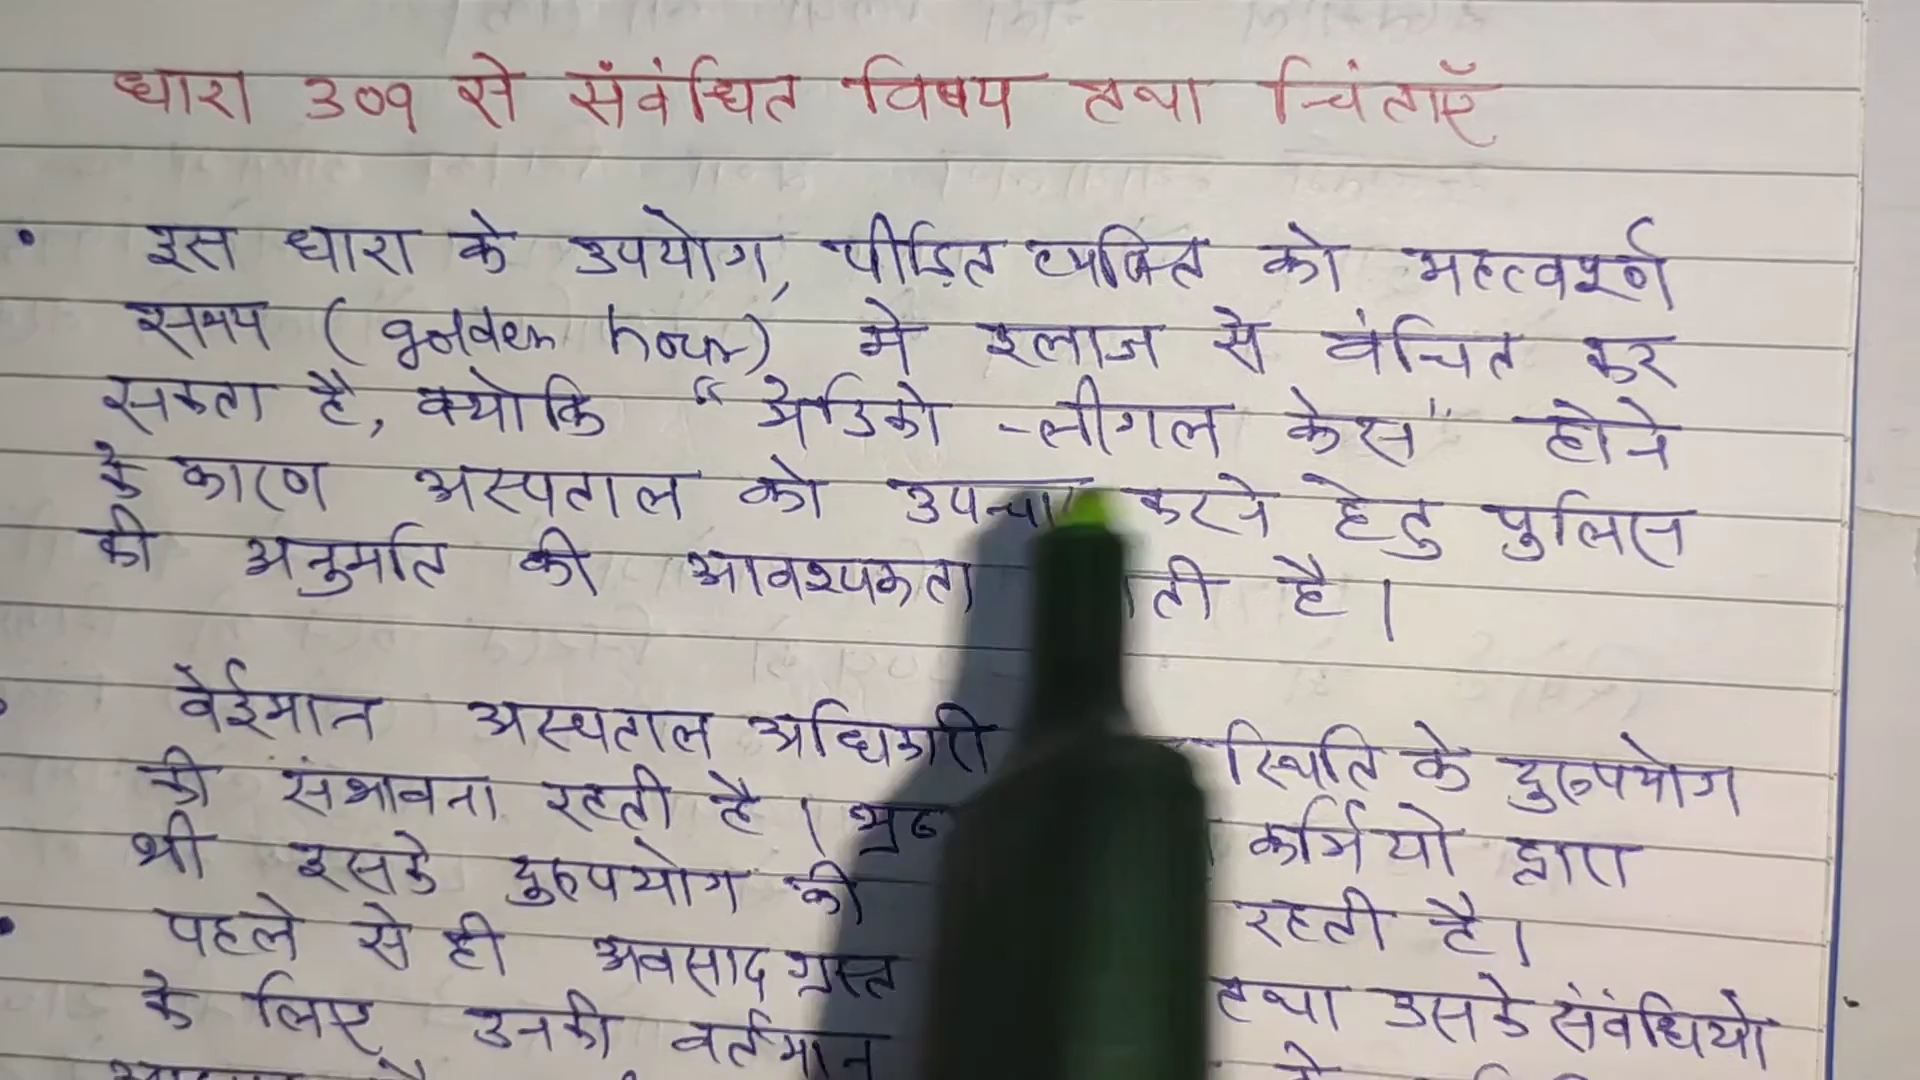 धारा 309 से संबंधित विषय तथा चिंताएँ
इस धारा के उपयोग, पीड़ित व्यक्ति को महत्वपूर्ण
समय (golden hour) मे इलाज से वंचित कर
सकता है, क्योकि "मेडिको-लीगल केस" होने
के कारण अस्पताल को उपचार करने हेतु पुलिस
की अनुमति की आवश्यकता है।
बेईमान अस्पताल अधिकारी स्थिति के दुरुपयोग
की संभावना रहती है। कर्मियो द्वारा
भी इसके दुरुपयोग की रहती है।
पहले से ही अवसाद ग्रस्त तथा उसके संबंधियो
के लिए उनकी वर्तमान